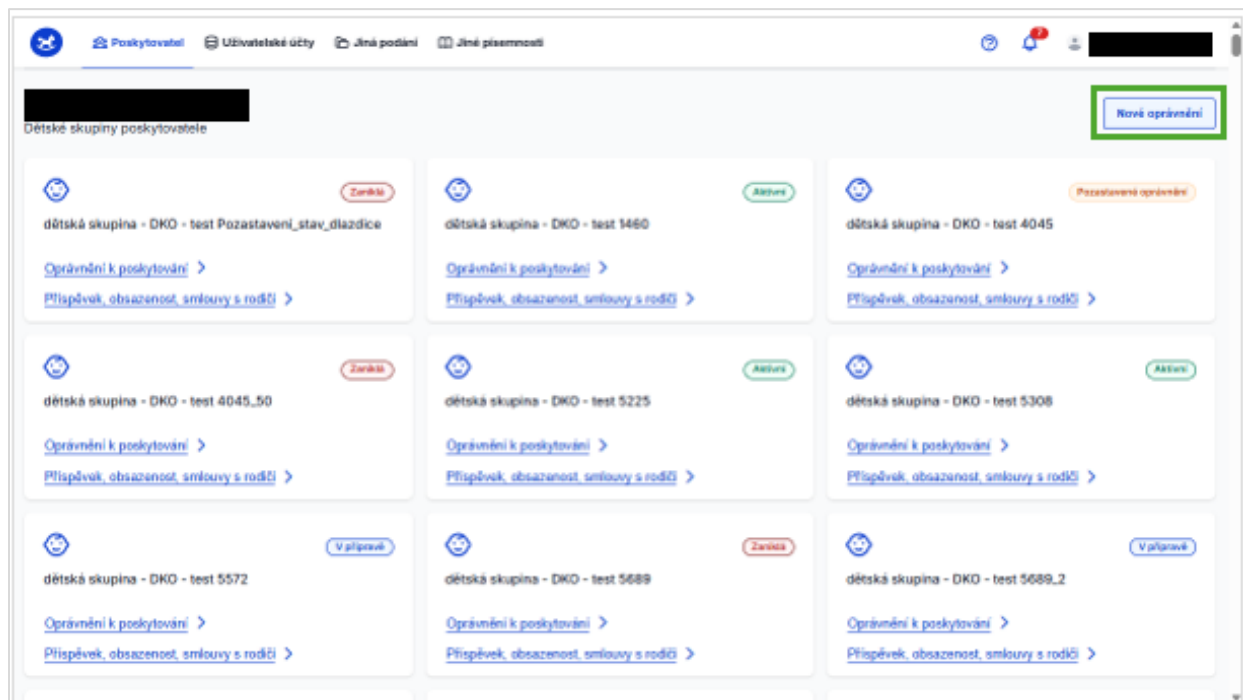 Poskytovatel Uživatelské účty Jiná podání Jiné písemnosti 7
Dětské skupiny poskytovatele
Nové oprávnění
Zaniklá
dětská skupina - DKO - test Pozastavení_stav_dlazdice
Oprávnění k poskytování
Příspěvek, obsazenost, smlouvy s rodiči
Aktivní
dětská skupina - DKO - test 1460
Oprávnění k poskytování
Příspěvek, obsazenost, smlouvy s rodiči
Pozastavené oprávnění
dětská skupina - DKO - test 4045
Oprávnění k poskytování
Příspěvek, obsazenost, smlouvy s rodiči
Zaniklá
dětská skupina - DKO - test 4045_50
Oprávnění k poskytování
Příspěvek, obsazenost, smlouvy s rodiči
Aktivní
dětská skupina - DKO - test 5225
Oprávnění k poskytování
Příspěvek, obsazenost, smlouvy s rodiči
Aktivní
dětská skupina - DKO - test 5308
Oprávnění k poskytování
Příspěvek, obsazenost, smlouvy s rodiči
V přípravě
dětská skupina - DKO - test 5572
Oprávnění k poskytování
Příspěvek, obsazenost, smlouvy s rodiči
Zaniklá
dětská skupina - DKO - test 5689
Oprávnění k poskytování
Příspěvek, obsazenost, smlouvy s rodiči
V přípravě
dětská skupina - DKO - test 5689_2
Oprávnění k poskytování
Příspěvek, obsazenost, smlouvy s rodiči